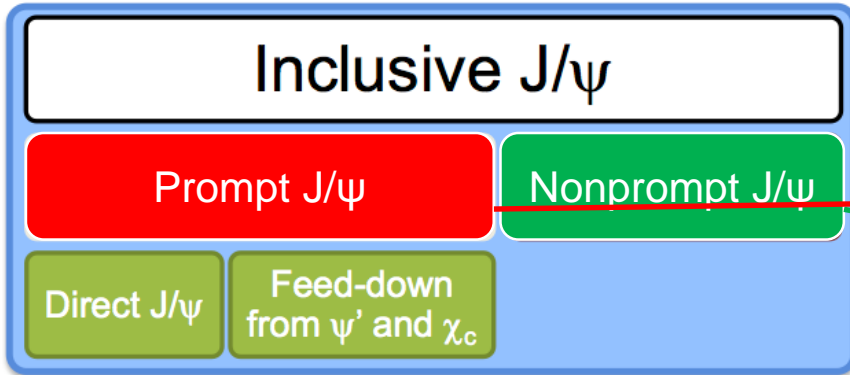 Inclusive J/ψ
Prompt J/ψ
Nonprompt J/ψ
Direct J/ψ
Feed-down
from ψ’ and χc